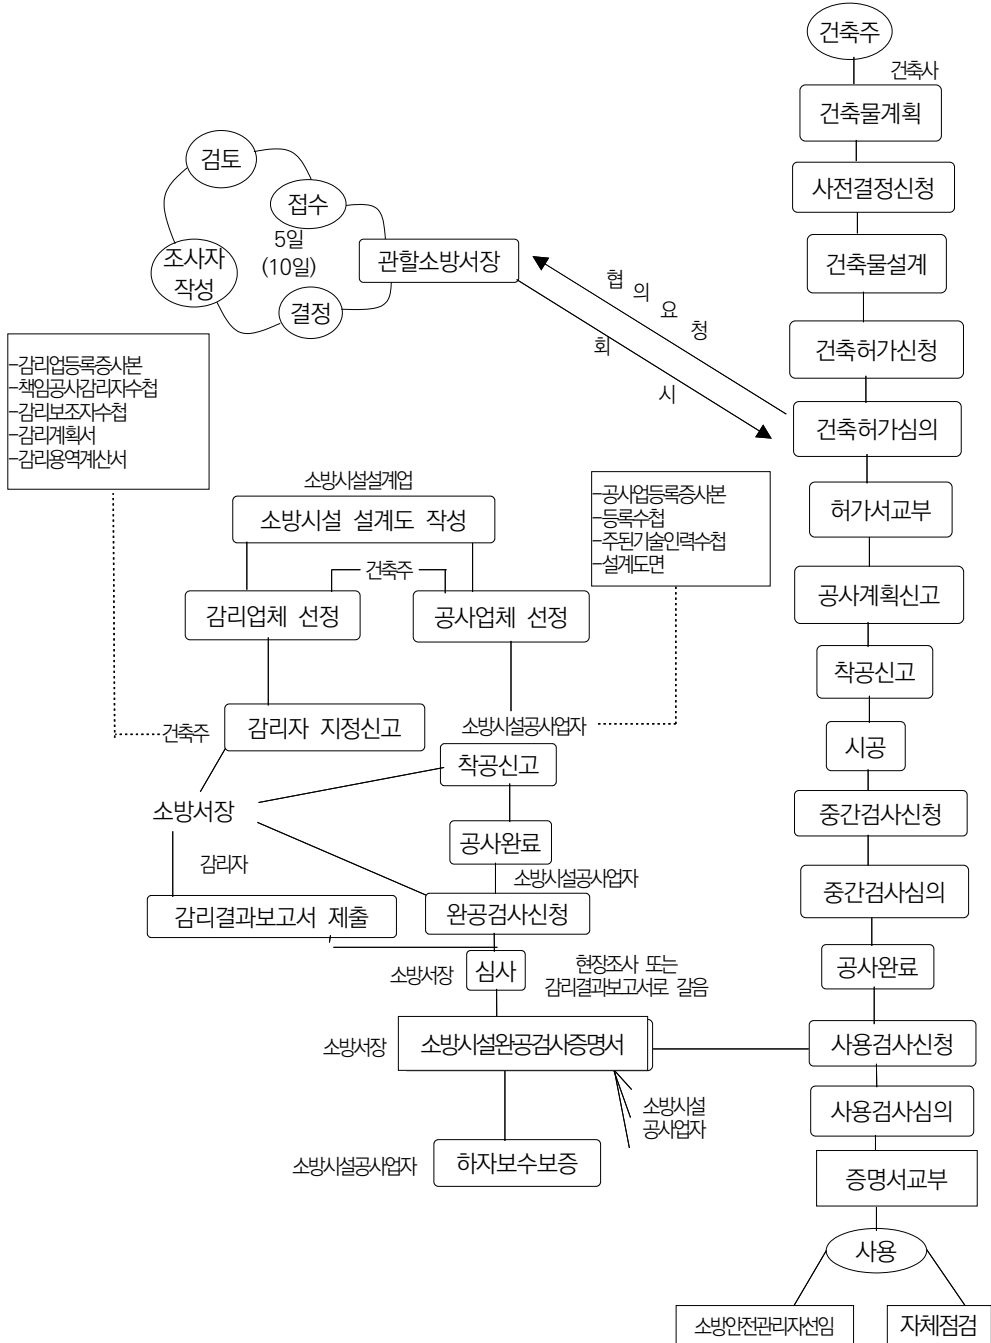 건축주
건축사
건축물계획
검토
접수
사전결정신청
5일
(10일)
조사자
작성
결정
관할소방서장
협의요청
회시
건축물설계
건축허가신청
건축허가심의
-감리업등록증사본
-책임공사감리자수첩
-감리보조자수첩
-감리계획서
-감리용역계산서
소방시설설계업
소방시설 설계도 작성
-공사업등록증사본
-등록수첩
-주된기술인력수첩
-설계도면
허가서교부
건축주
감리업체 선정
공사업체 선정
공사계획신고
착공신고
건축주
감리자 지정신고
소방시설공사업자
착공신고
시공
소방서장
중간검사신청
공사완료
감리자
소방시설공사업자
중간검사심의
감리결과보고서 제출
완공검사신청
소방서장
심사
현장조사 또는
감리결과보고서로 갈음
공사완료
소방서장
소방시설완공검사증명서
사용검사신청
소방시설
공사업자
사용검사심의
소방시설공사업자
하자보수보증
증명서교부
사용
소방안전관리자선임
자체점검